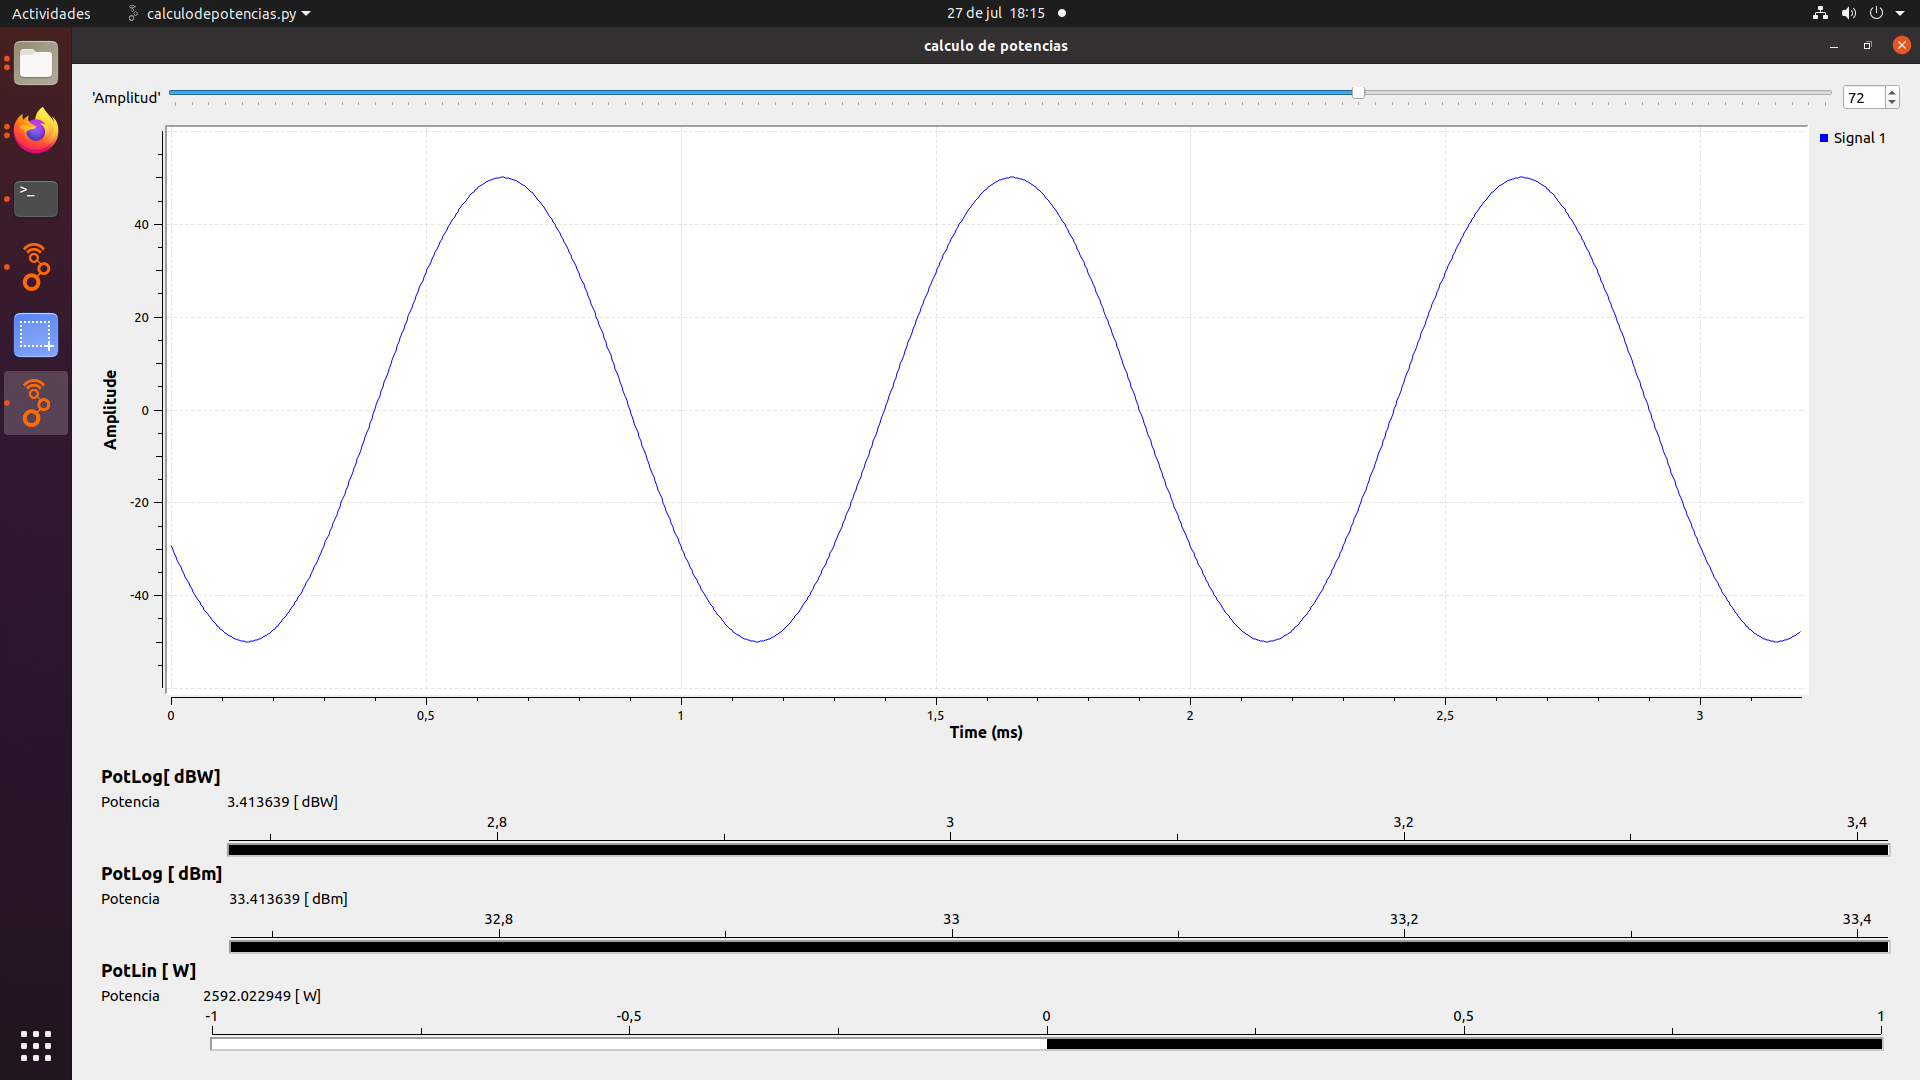 Actividades calculodepotencias.py 27 de jul 18:15
calculo de potencias
'Amplitud' 72
Signal 1
40
20
0
-20
-40
Amplitude
0 0,5 1 1,5 2 2,5 3
Time (ms)
PotLog[ dBW]
Potencia 3.413639 [ dBW]
2,8 3 3,2 3,4
PotLog [ dBm]
Potencia 33.413639 [ dBm]
32,8 33 33,2 33,4
PotLin [ W]
Potencia 2592.022949 [ W]
-1 -0,5 0 0,5 1